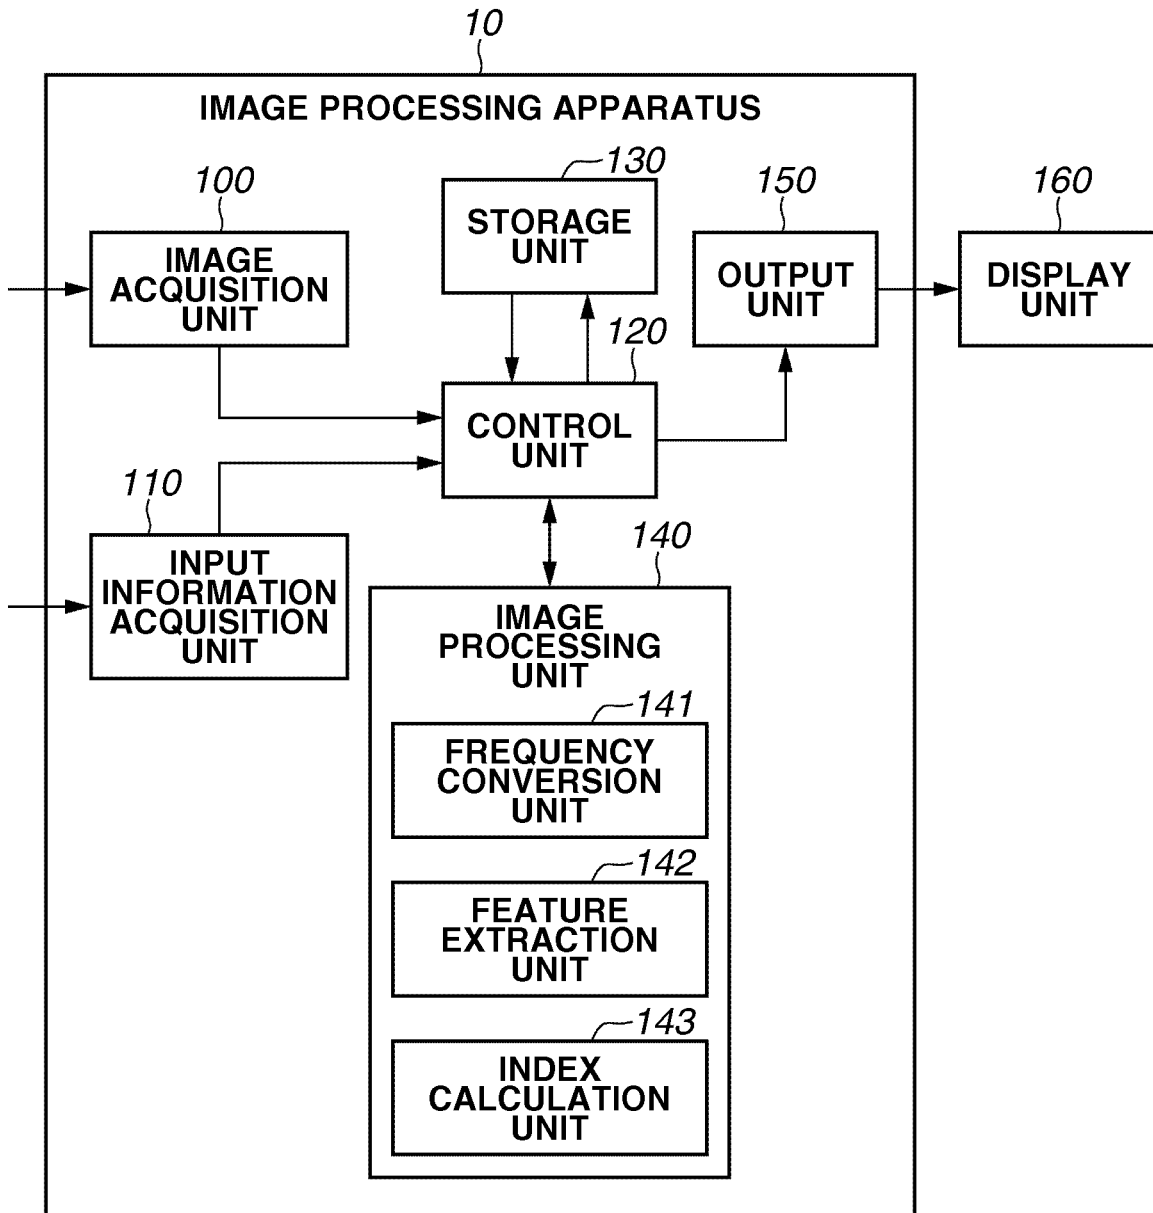 10
IMAGE PROCESSING APPARATUS
100
IMAGE
ACQUISITION
UNIT
130
STORAGE
UNIT
150
OUTPUT
UNIT
160
DISPLAY
UNIT
120
CONTROL
UNIT
110
INPUT
INFORMATION
ACQUISITION
UNIT
140
IMAGE
PROCESSING
UNIT
141
FREQUENCY
CONVERSION
UNIT
142
FEATURE
EXTRACTION
UNIT
143
INDEX
CALCULATION
UNIT